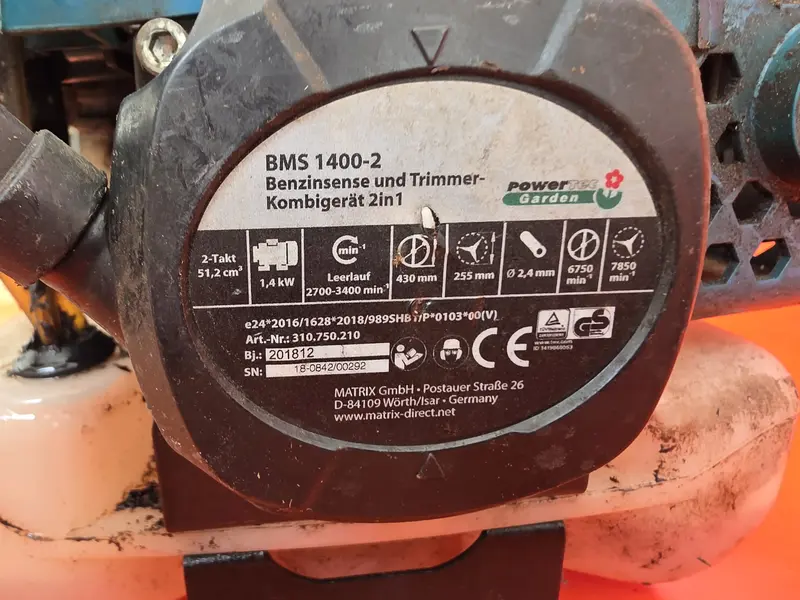 BMS 1400-2
Benzinsense und Trimmer-
Kombigerät 2in1
POWERTEC
Garden
2-Takt
51,2 cm³
1,4 kW
min⁻¹
Leerlauf
2700-3400 min⁻¹
430 mm
255 mm
Ø 2,4 mm
6750
min⁻¹
7850
min⁻¹
e24*2016/1628*2018/989SHB1/P*0103*00(V)
Art.-Nr.: 310.750.210
Bj.: 201812
SN: 18-0842/00292
CE
GS
MATRIX GmbH • Postauer Straße 26
D-84109 Wörth/Isar • Germany
www.matrix-direct.net